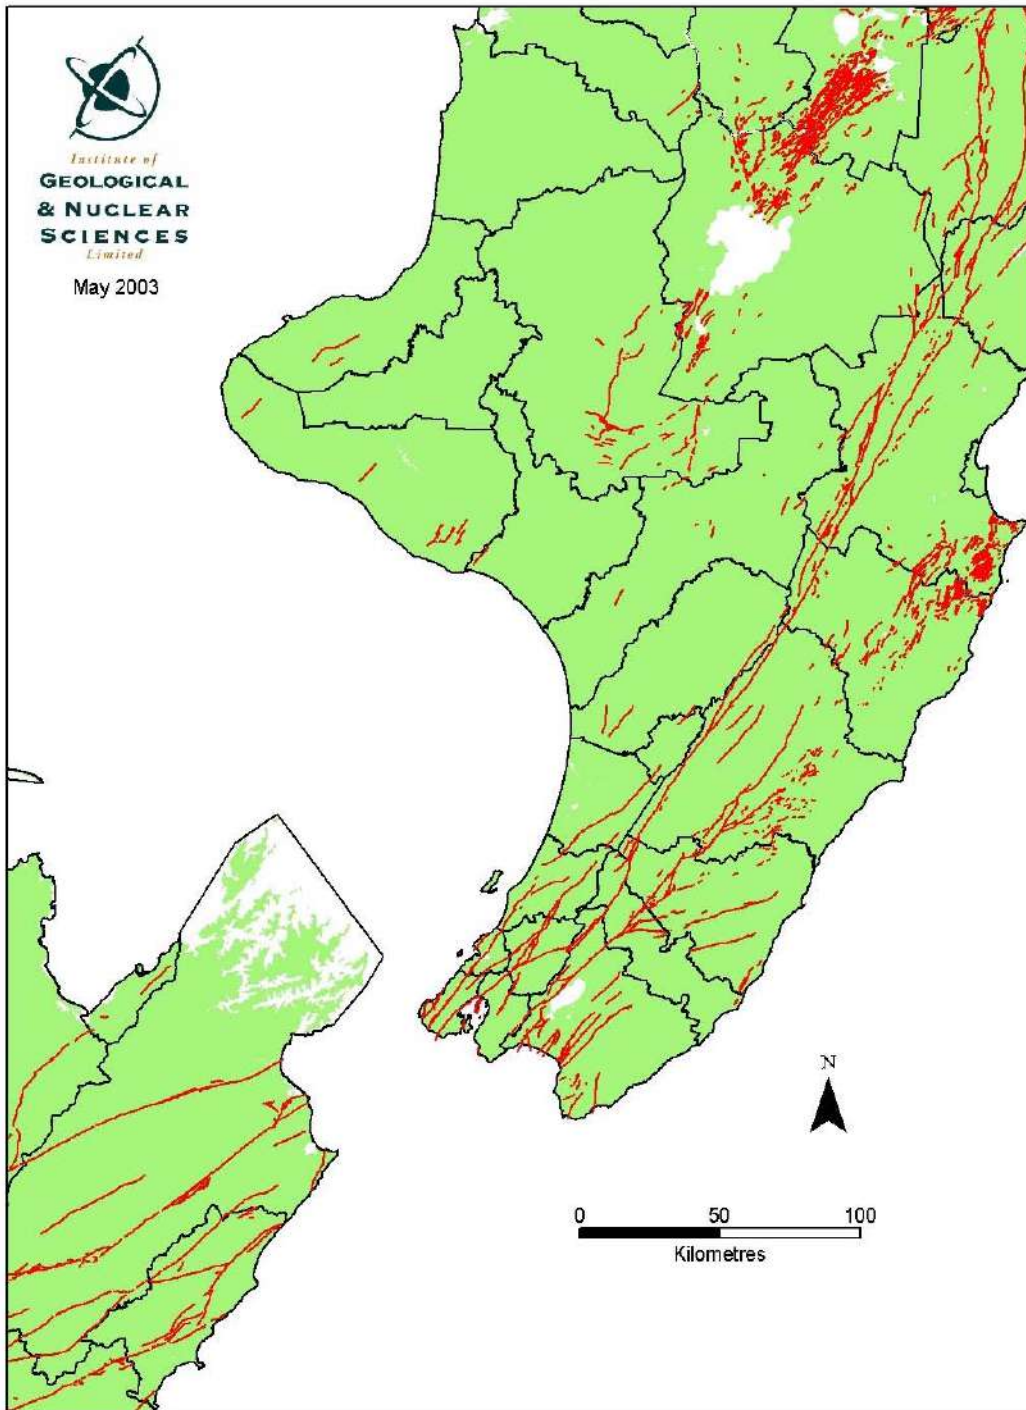 Institute of
GEOLOGICAL
& NUCLEAR
SCIENCES
Limited
May 2003
N
0 50 100
Kilometres